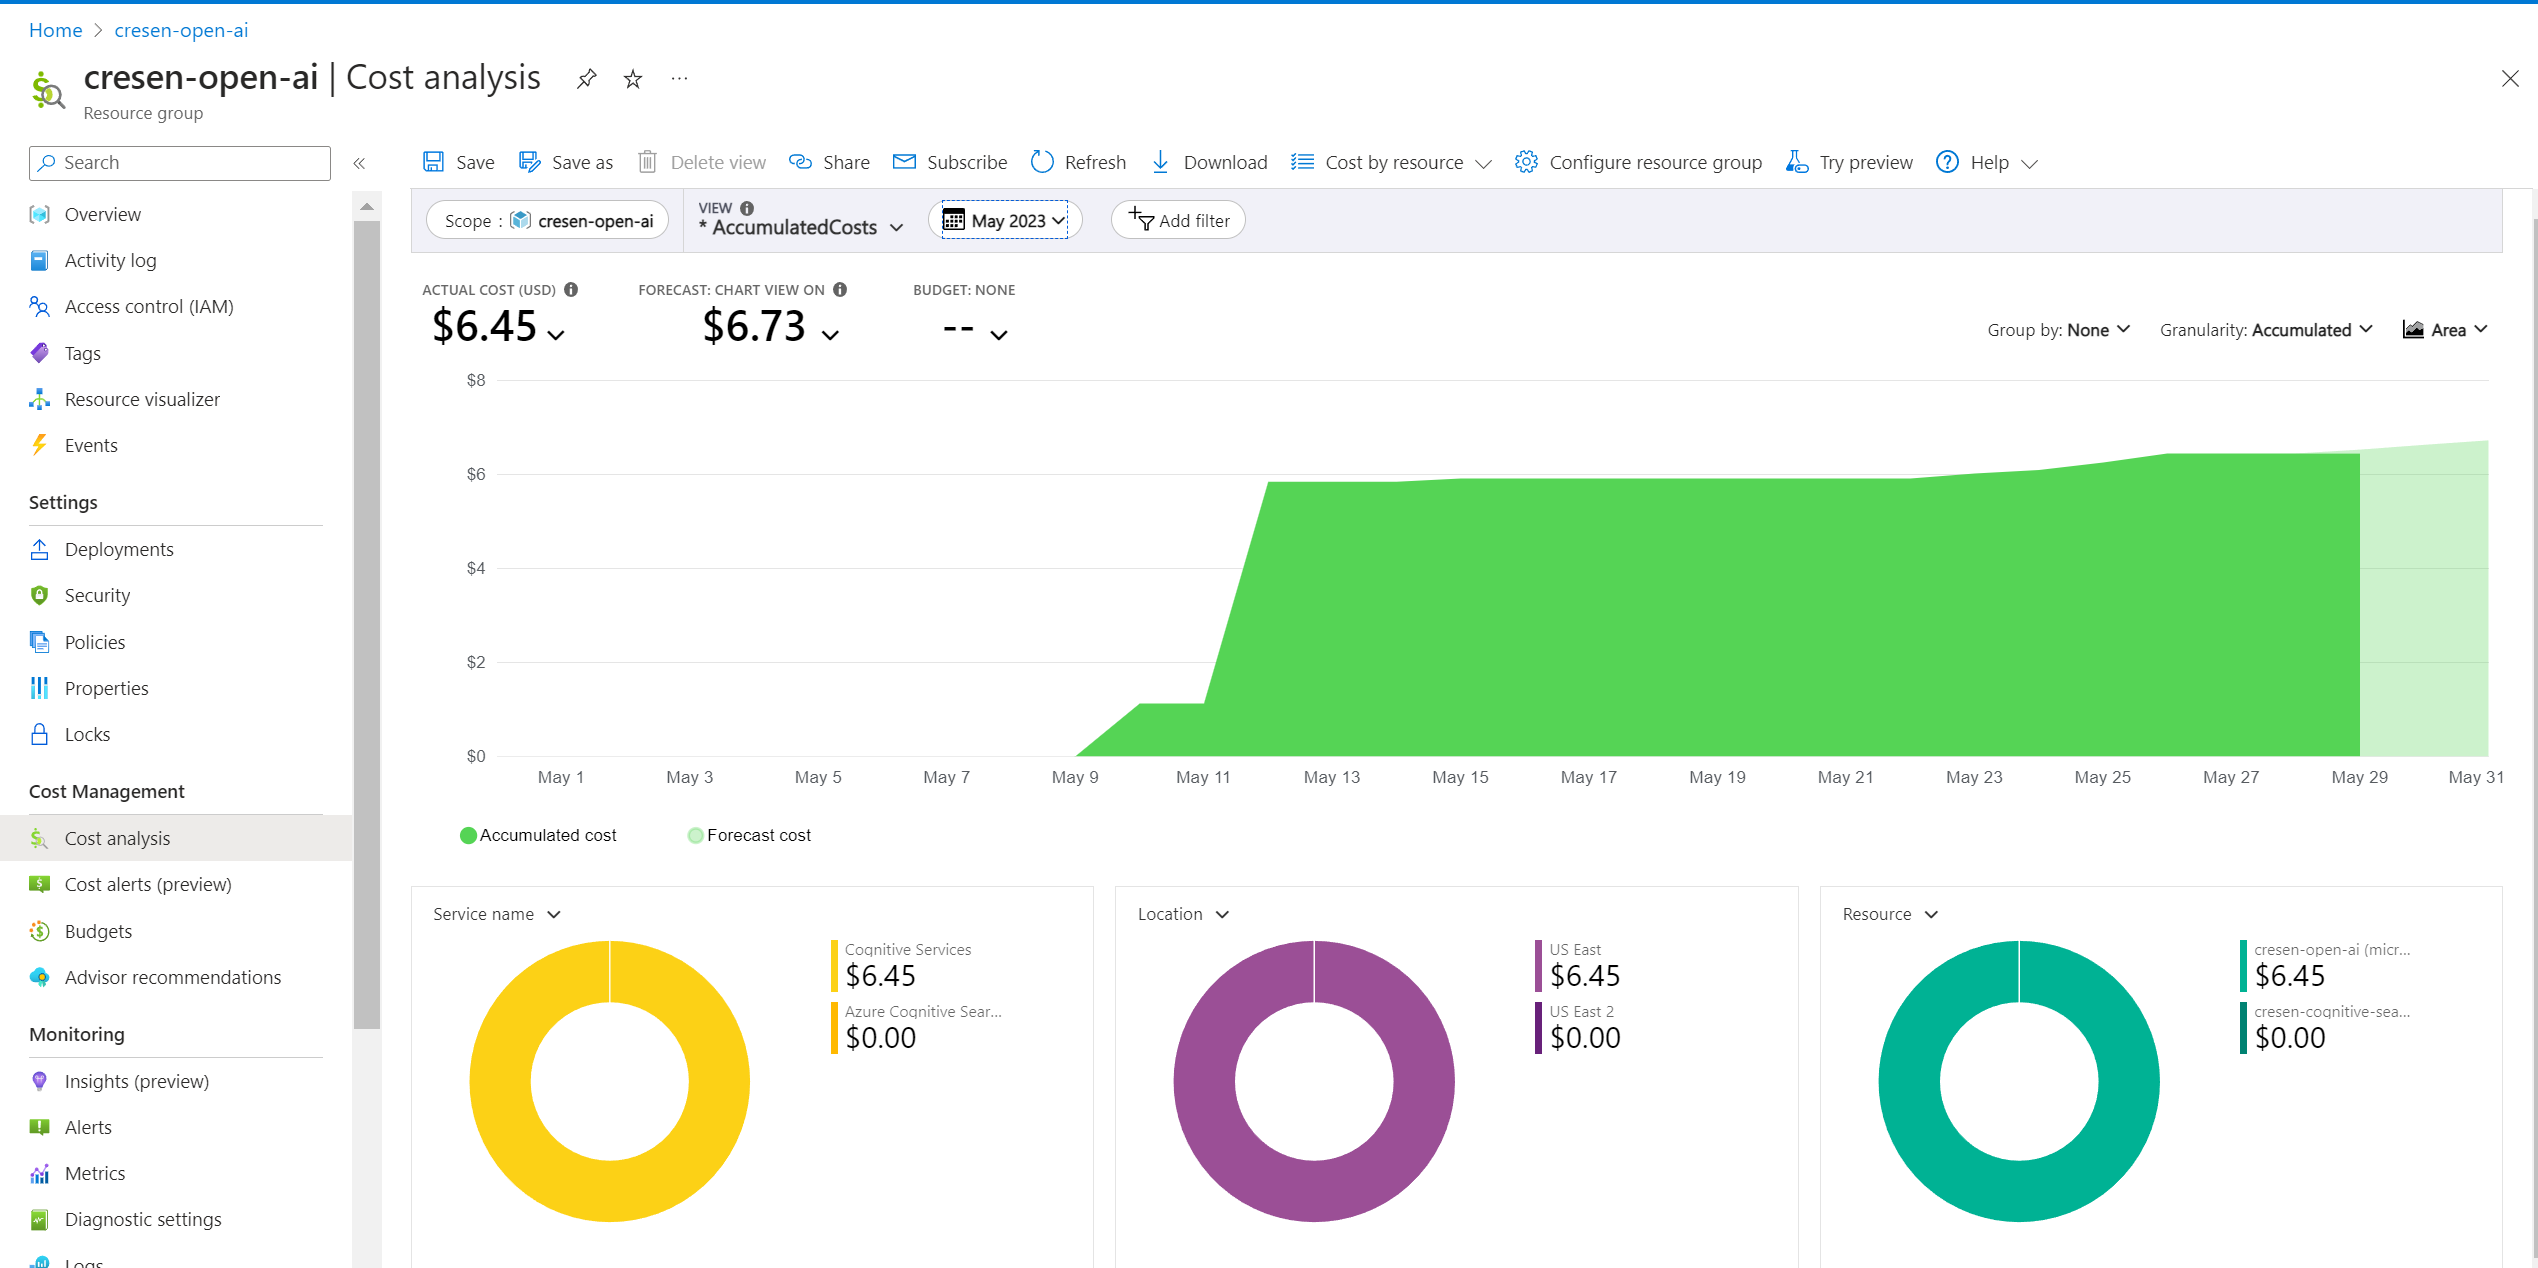 Home > cresen-open-ai
cresen-open-ai | Cost analysis ...
Resource group
Search «
Save Save as Delete view Share Subscribe Refresh Download Cost by resource Configure resource group Try preview Help
Overview
Activity log
Access control (IAM)
Tags
Resource visualizer
Events
Settings
Deployments
Security
Policies
Properties
Locks
Cost Management
Cost analysis
Cost alerts (preview)
Budgets
Advisor recommendations
Monitoring
Insights (preview)
Alerts
Metrics
Diagnostic settings
Logs
Scope : cresen-open-ai
VIEW
* AccumulatedCosts
May 2023
Add filter
ACTUAL COST (USD)
$6.45
FORECAST: CHART VIEW ON
$6.73
BUDGET: NONE
--
Group by: None Granularity: Accumulated Area
$8
$6
$4
$2
$0
May 1 May 3 May 5 May 7 May 9 May 11 May 13 May 15 May 17 May 19 May 21 May 23 May 25 May 27 May 29 May 31
Accumulated cost Forecast cost
Service name
Cognitive Services
$6.45
Azure Cognitive Sear...
$0.00
Location
US East
$6.45
US East 2
$0.00
Resource
cresen-open-ai (micr...
$6.45
cresen-cognitive-sea...
$0.00